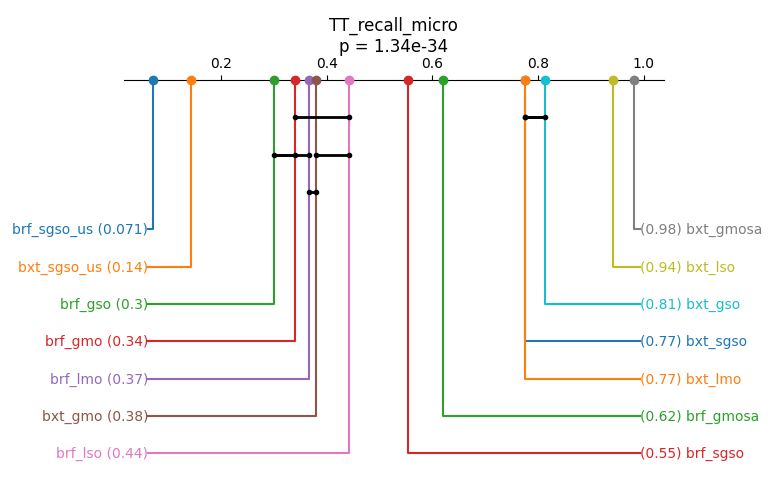 TT_recall_micro
p = 1.34e-34
0.2 0.4 0.6 0.8 1.0
brf_sgso_us (0.071) (0.98) bxt_gmosa
bxt_sgso_us (0.14) (0.94) bxt_lso
brf_gso (0.3) (0.81) bxt_gso
brf_gmo (0.34) (0.77) bxt_sgso
brf_lmo (0.37) (0.77) bxt_lmo
bxt_gmo (0.38) (0.62) brf_gmosa
brf_lso (0.44) (0.55) brf_sgso